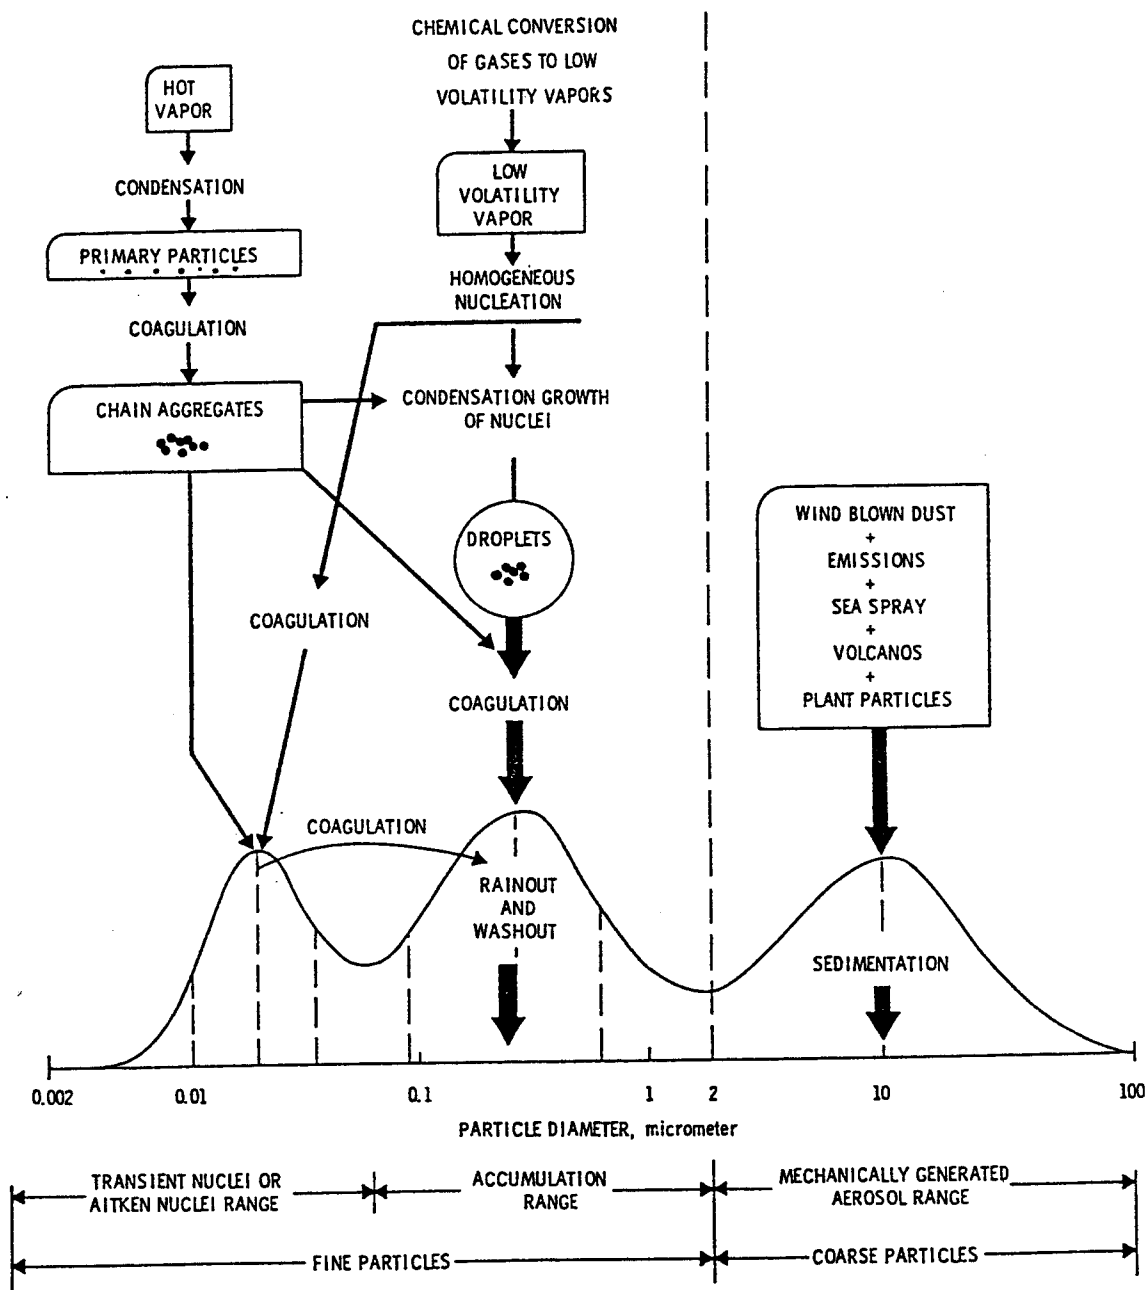 CHEMICAL CONVERSION
OF GASES TO LOW
VOLATILITY VAPORS
HOT
VAPOR
CONDENSATION
PRIMARY PARTICLES
COAGULATION
CHAIN AGGREGATES
LOW
VOLATILITY
VAPOR
HOMOGENEOUS
NUCLEATION
CONDENSATION GROWTH
OF NUCLEI
DROPLETS
COAGULATION
COAGULATION
COAGULATION
RAINOUT
AND
WASHOUT
WIND BLOWN DUST
+
EMISSIONS
+
SEA SPRAY
+
VOLCANOS
+
PLANT PARTICLES
SEDIMENTATION
0.002 0.01 0.1 1 2 10 100
PARTICLE DIAMETER, micrometer
TRANSIENT NUCLEI OR
AITKEN NUCLEI RANGE
ACCUMULATION
RANGE
MECHANICALLY GENERATED
AEROSOL RANGE
FINE PARTICLES
COARSE PARTICLES